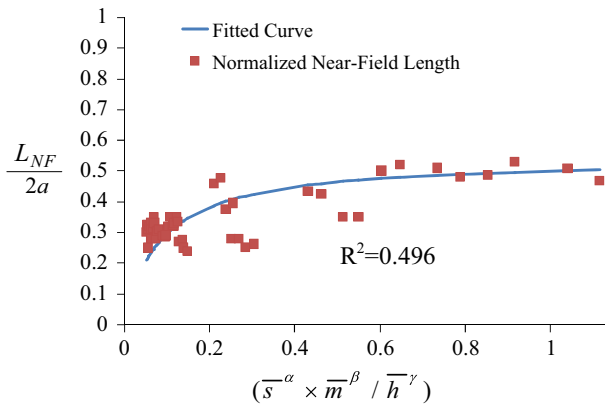 1
0.9
0.8
0.7
0.6
0.5
0.4
0.3
0.2
0.1
0
Fitted Curve
Normalized Near-Field Length
L_{NF}
2a
R²=0.496
0 0.2 0.4 0.6 0.8 1
( s̅^α × m̅^β / h̅^γ )